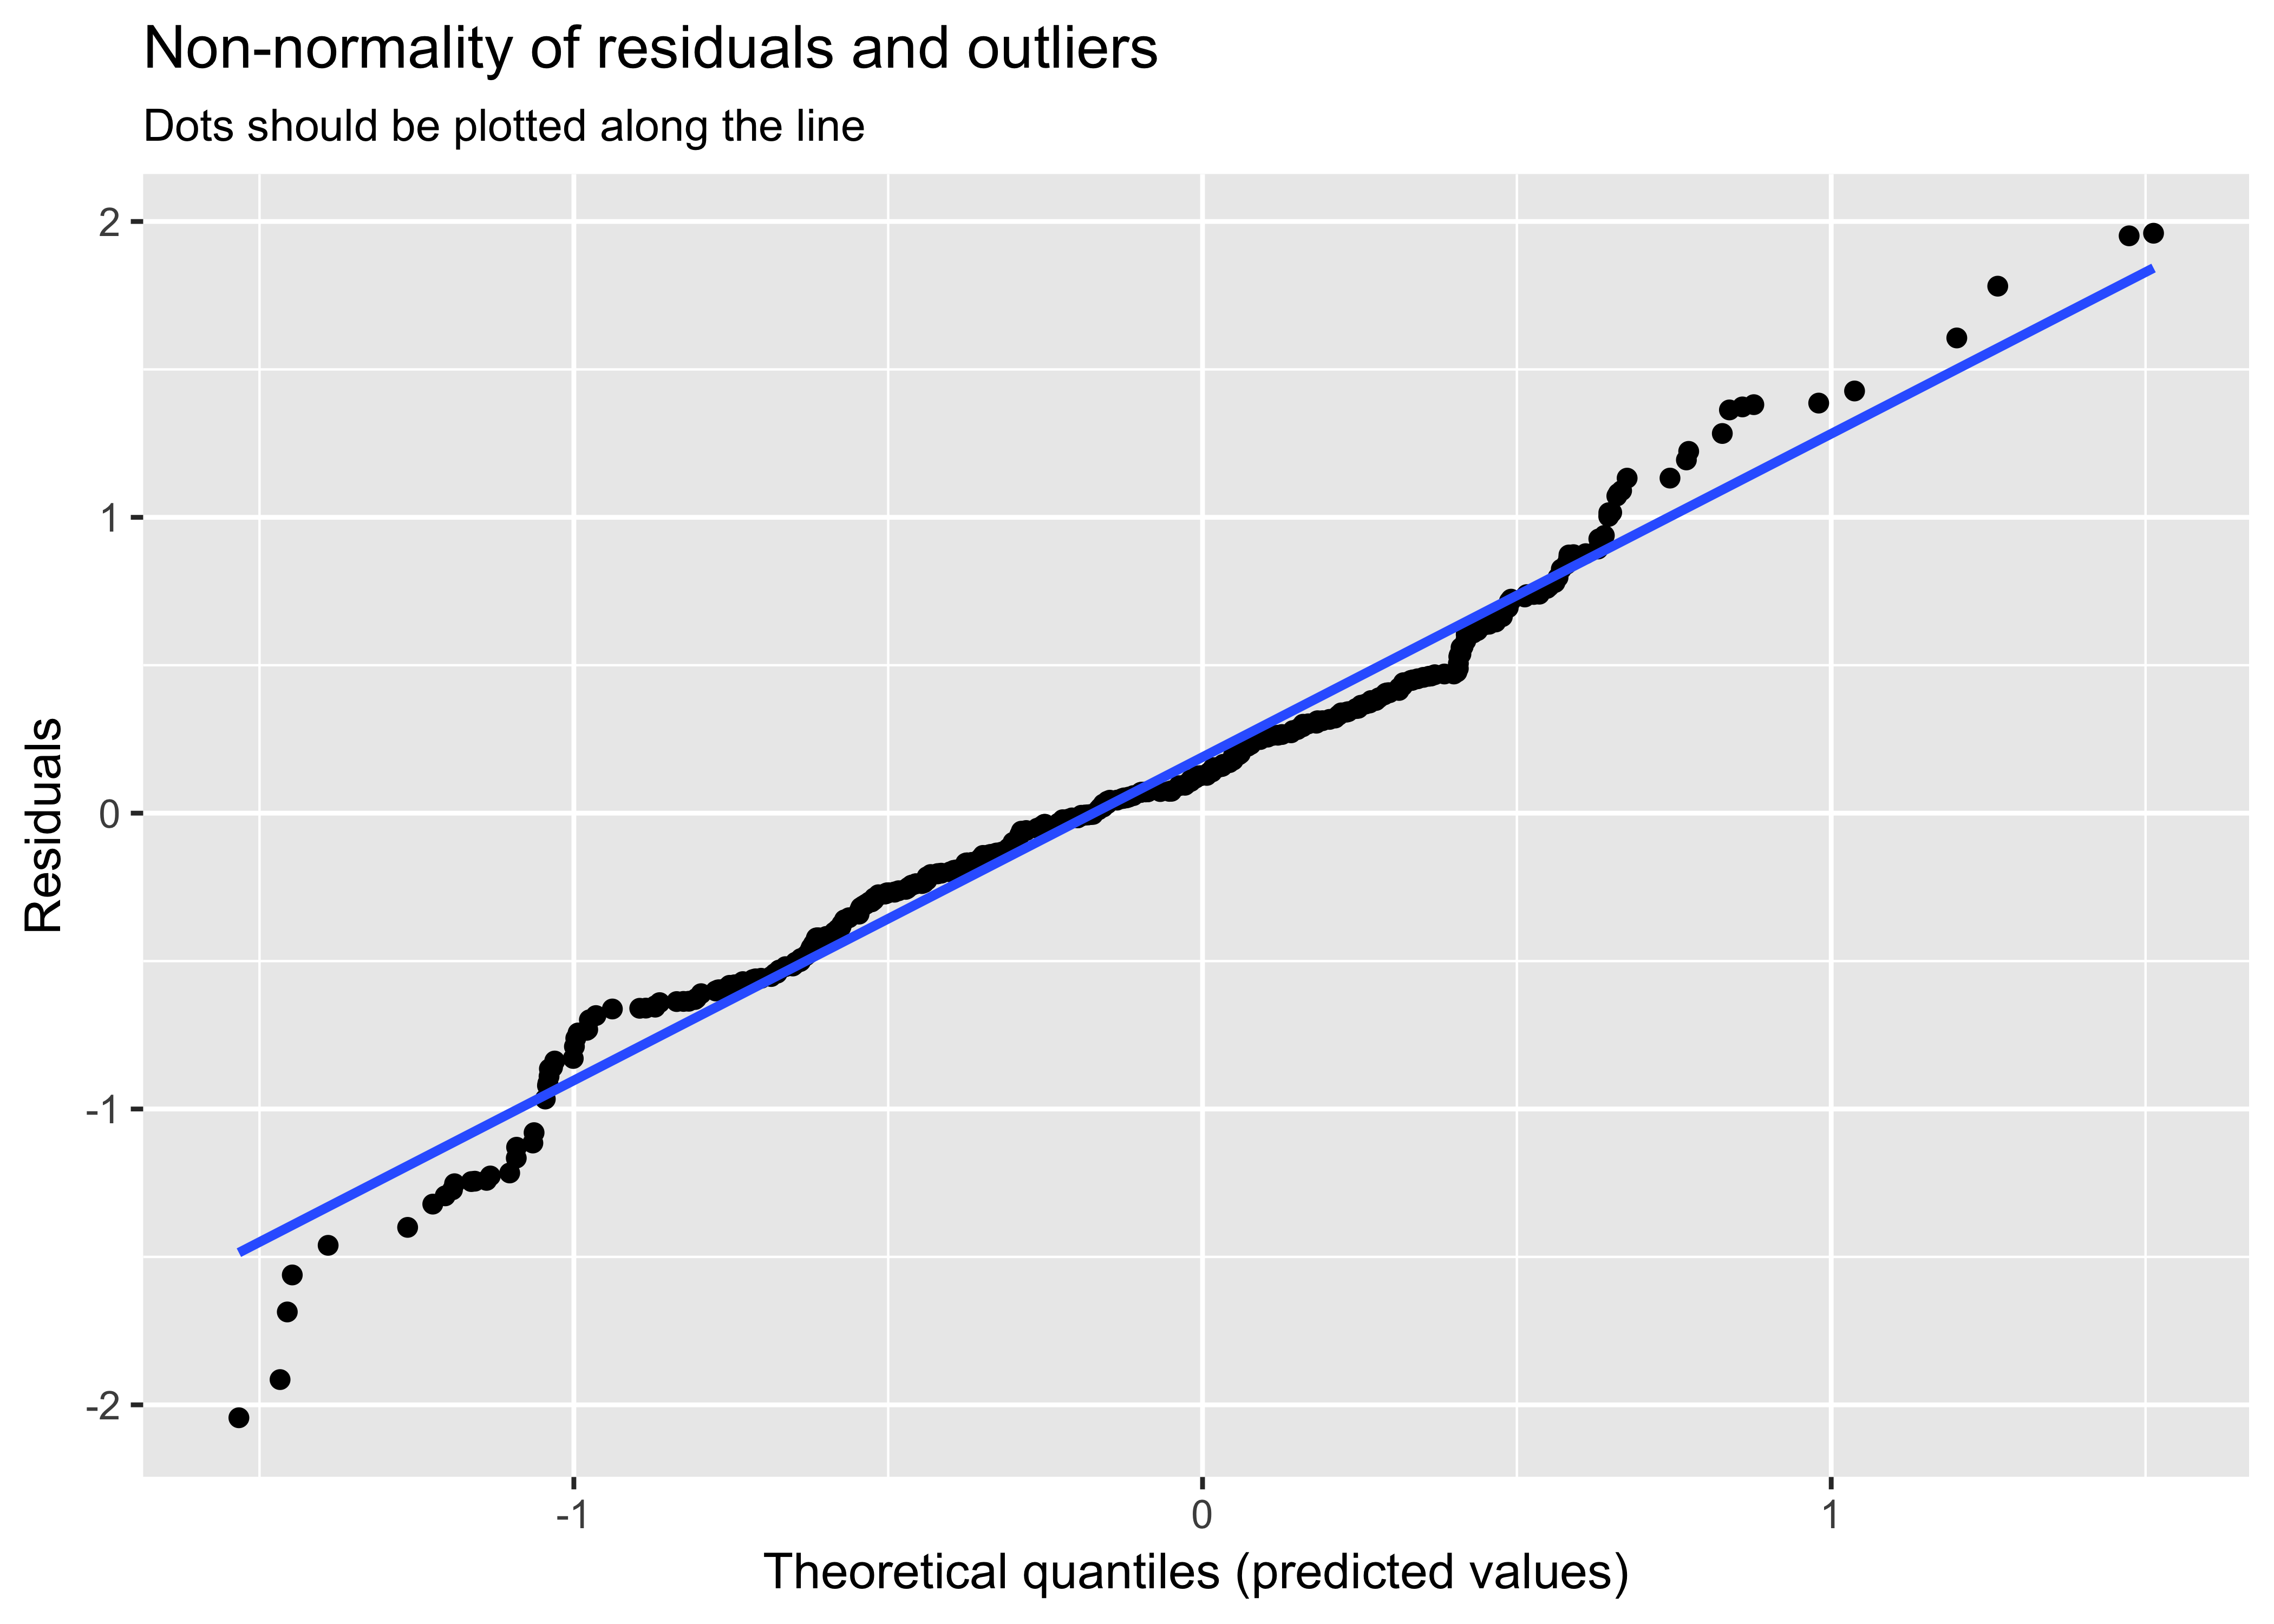 Non-normality of residuals and outliers
Dots should be plotted along the line
2
1
0
-1
-2
Residuals
-1
0
1
Theoretical quantiles (predicted values)